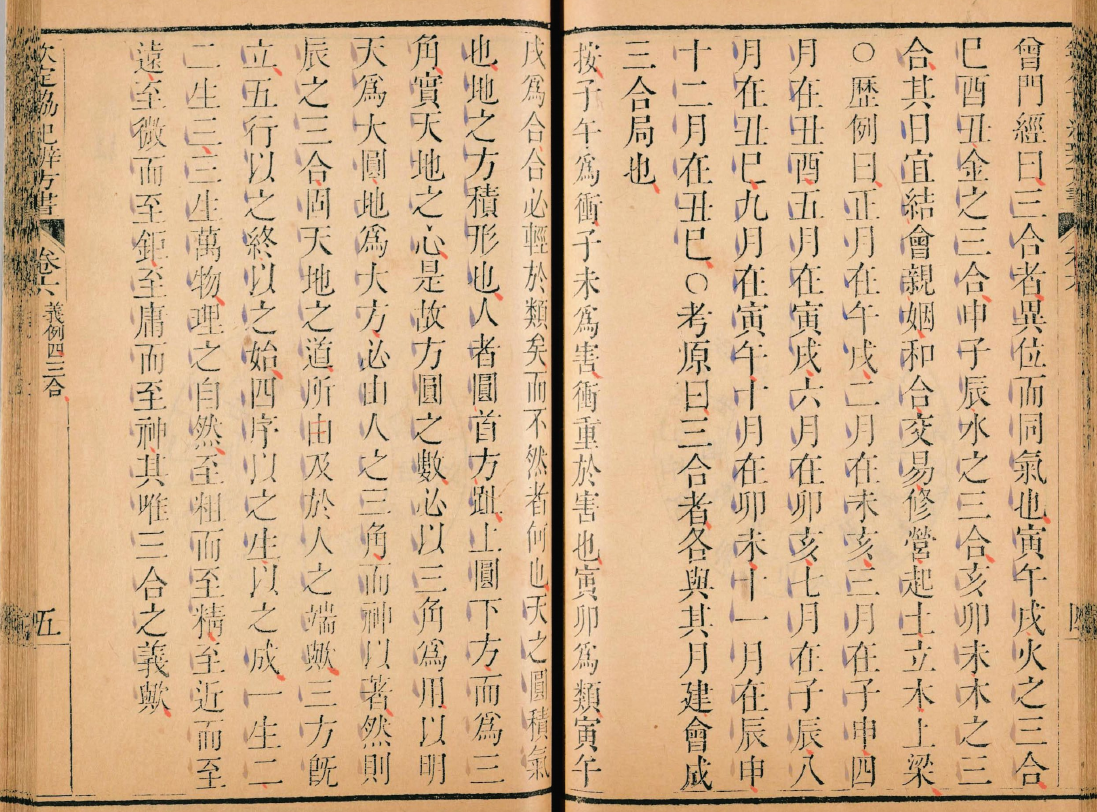 曾門經曰三合者異位而同氣也寅午戌火之三合
巳酉丑金之三合申子辰水之三合亥卯未木之三
合其日宜結會親姻和合交易修營起土立木上梁
○歷例曰正月在午戌二月在未亥三月在子申四
月在丑酉五月在寅戌六月在卯亥七月在子辰八
月在丑巳九月在寅午十月在卯未十一月在辰申
十二月在丑巳○考原曰三合者各與其月建會成
三合局也
按子午為衝子未為害衝重於害也寅卯為類寅午
戌為合合必輕於類矣而不然者何也天之圓積氣
也地之方積形也人者圓首方趾上圓下方而為三
角實天地之心是故方圓之數必以三角為用以明
天為大圓地為大方必由人之三角而神以著然則
辰之三合固天地之道所由及於人之端歟三方旣
立五行以之終以之始四序以之生以之成一生二
二生三三生萬物理之自然至粗而至精至近而至
遠至微而至鉅至庸而至神其唯三合之義歟
欽定協紀辨方書 卷六 義例四 三合 五